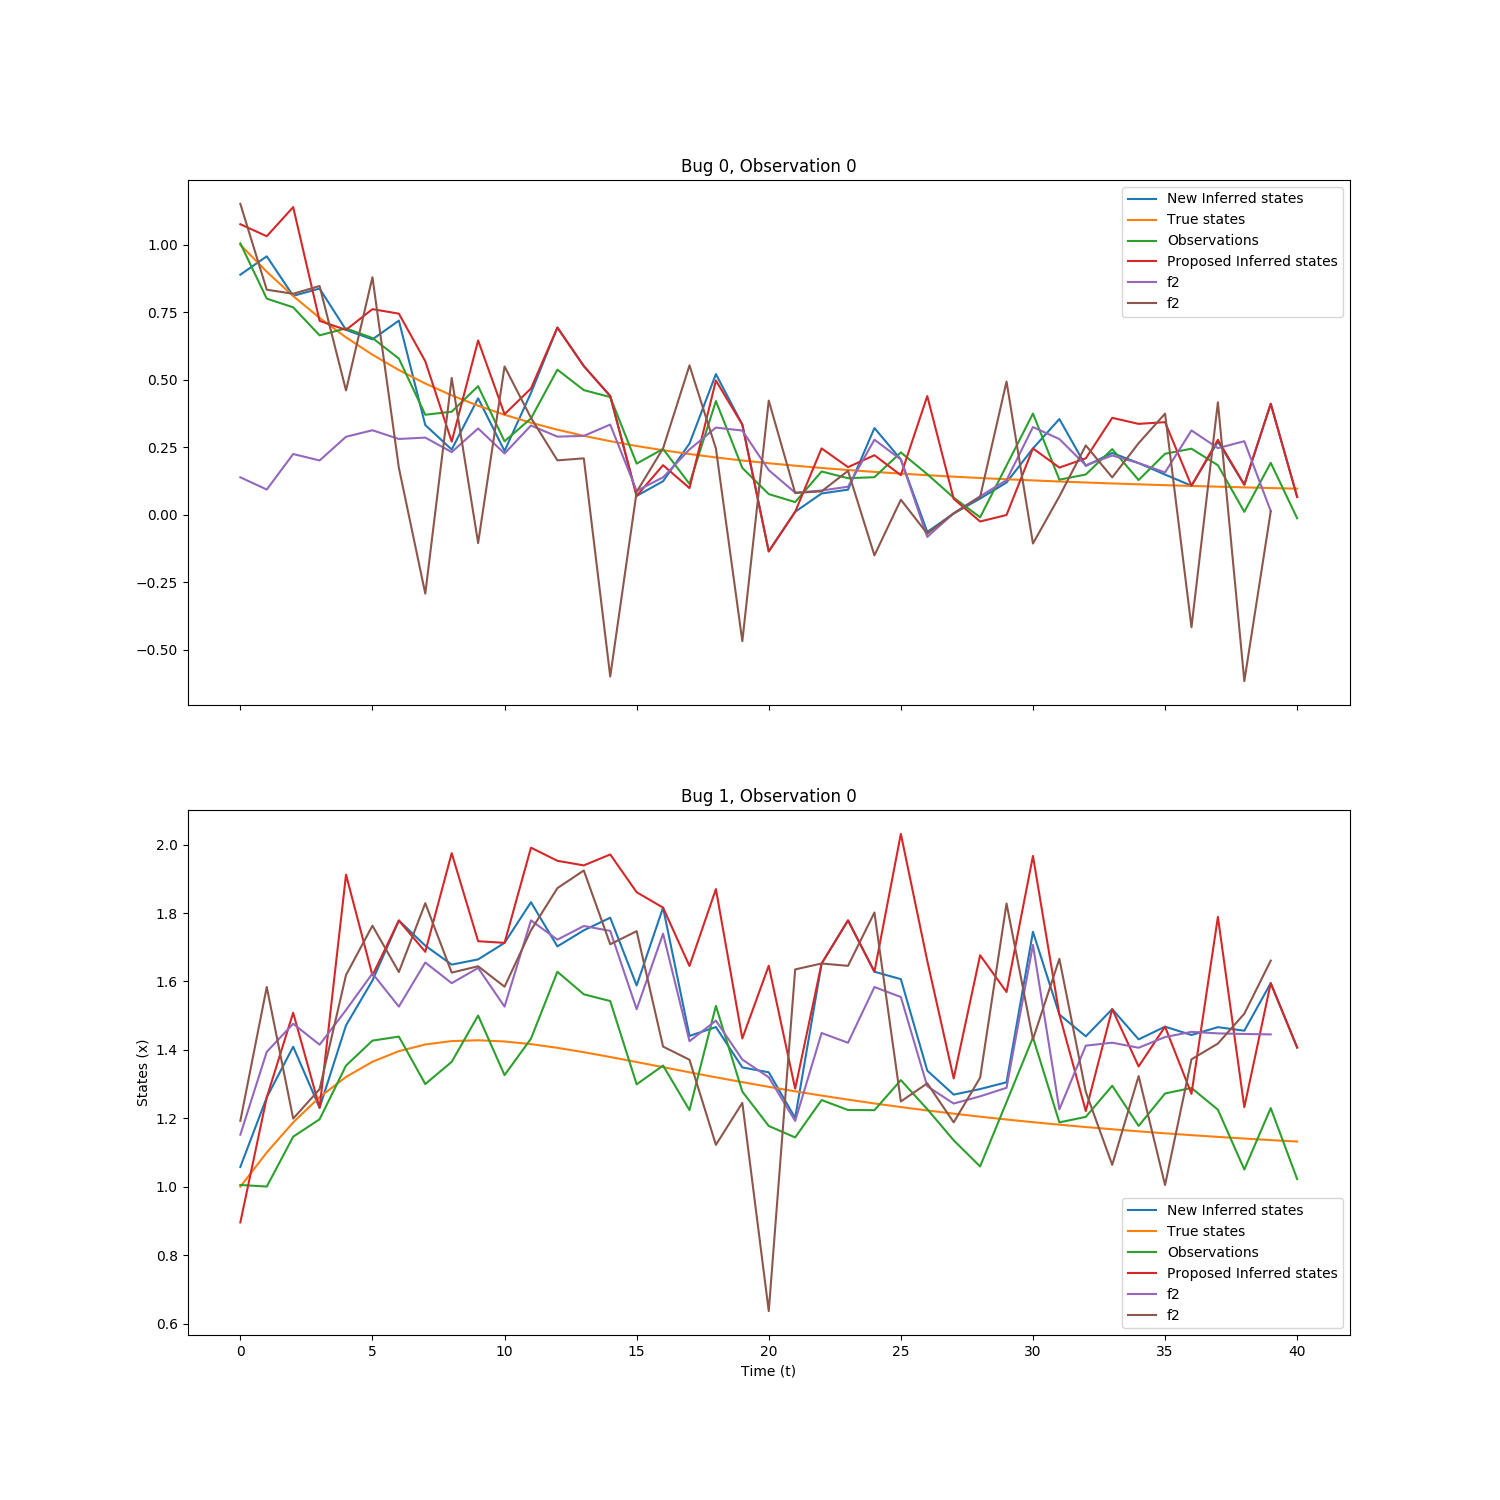 Bug 0, Observation 0
New Inferred states
True states
Observations
Proposed Inferred states
f2
f2
1.00
0.75
0.50
0.25
0.00
−0.25
−0.50
Bug 1, Observation 0
2.0
1.8
1.6
1.4
1.2
1.0
0.8
0.6
States (x)
New Inferred states
True states
Observations
Proposed Inferred states
f2
f2
0 5 10 15 20 25 30 35 40
Time (t)